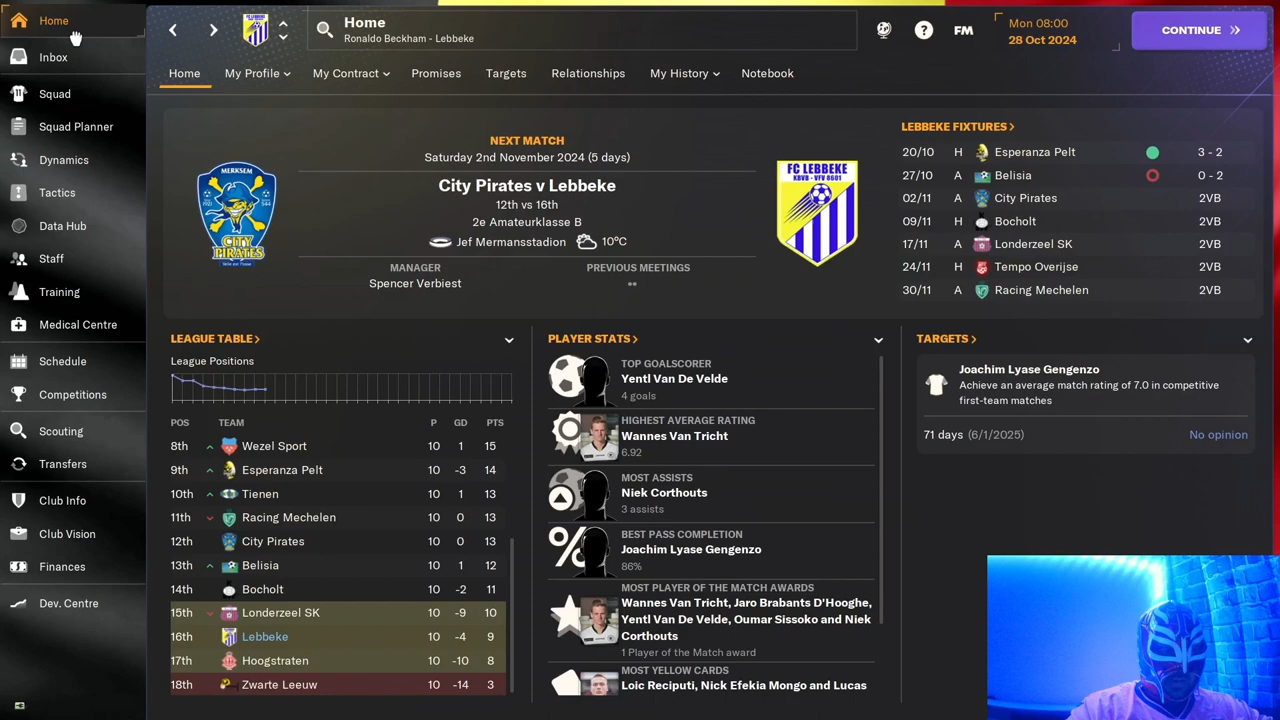 Home
Inbox
Squad
Squad Planner
Dynamics
Tactics
Data Hub
Staff
Training
Medical Centre
Schedule
Competitions
Scouting
Transfers
Club Info
Club Vision
Finances
Dev. Centre
Home
Ronaldo Beckham - Lebbeke
FM
Mon 08:00
28 Oct 2024
CONTINUE
Home
My Profile
My Contract
Promises
Targets
Relationships
My History
Notebook
MERKSEM
CITY
PIRATES
NEXT MATCH
Saturday 2nd November 2024 (5 days)
City Pirates v Lebbeke
12th vs 16th
2e Amateurklasse B
Jef Mermansstadion
10°C
MANAGER
Spencer Verbiest
PREVIOUS MEETINGS
--
FC LEBBEKE
KBVB - VFV 8601
LEBBEKE FIXTURES
20/10 H Esperanza Pelt 3 - 2
27/10 A Belisia 0 - 2
02/11 A City Pirates 2VB
09/11 H Bocholt 2VB
17/11 A Londerzeel SK 2VB
24/11 H Tempo Overijse 2VB
30/11 A Racing Mechelen 2VB
LEAGUE TABLE
League Positions
POS TEAM P GD PTS
8th Wezel Sport 10 1 15
9th Esperanza Pelt 10 -3 14
10th Tienen 10 1 13
11th Racing Mechelen 10 0 13
12th City Pirates 10 0 13
13th Belisia 10 1 12
14th Bocholt 10 -2 11
15th Londerzeel SK 10 -9 10
16th Lebbeke 10 -4 9
17th Hoogstraten 10 -10 8
18th Zwarte Leeuw 10 -14 3
PLAYER STATS
TOP GOALSCORER
Yentl Van De Velde
4 goals
HIGHEST AVERAGE RATING
Wannes Van Tricht
6.92
MOST ASSISTS
Niek Corthouts
3 assists
BEST PASS COMPLETION
Joachim Lyase Gengenzo
86%
MOST PLAYER OF THE MATCH AWARDS
Wannes Van Tricht, Jaro Brabants D'Hooghe,
Yentl Van De Velde, Oumar Sissoko and Niek
Corthouts
1 Player of the Match award
MOST YELLOW CARDS
Loic Reciputi, Nick Efekia Mongo and Lucas
TARGETS
Joachim Lyase Gengenzo
Achieve an average match rating of 7.0 in competitive
first-team matches
71 days (6/1/2025)
No opinion